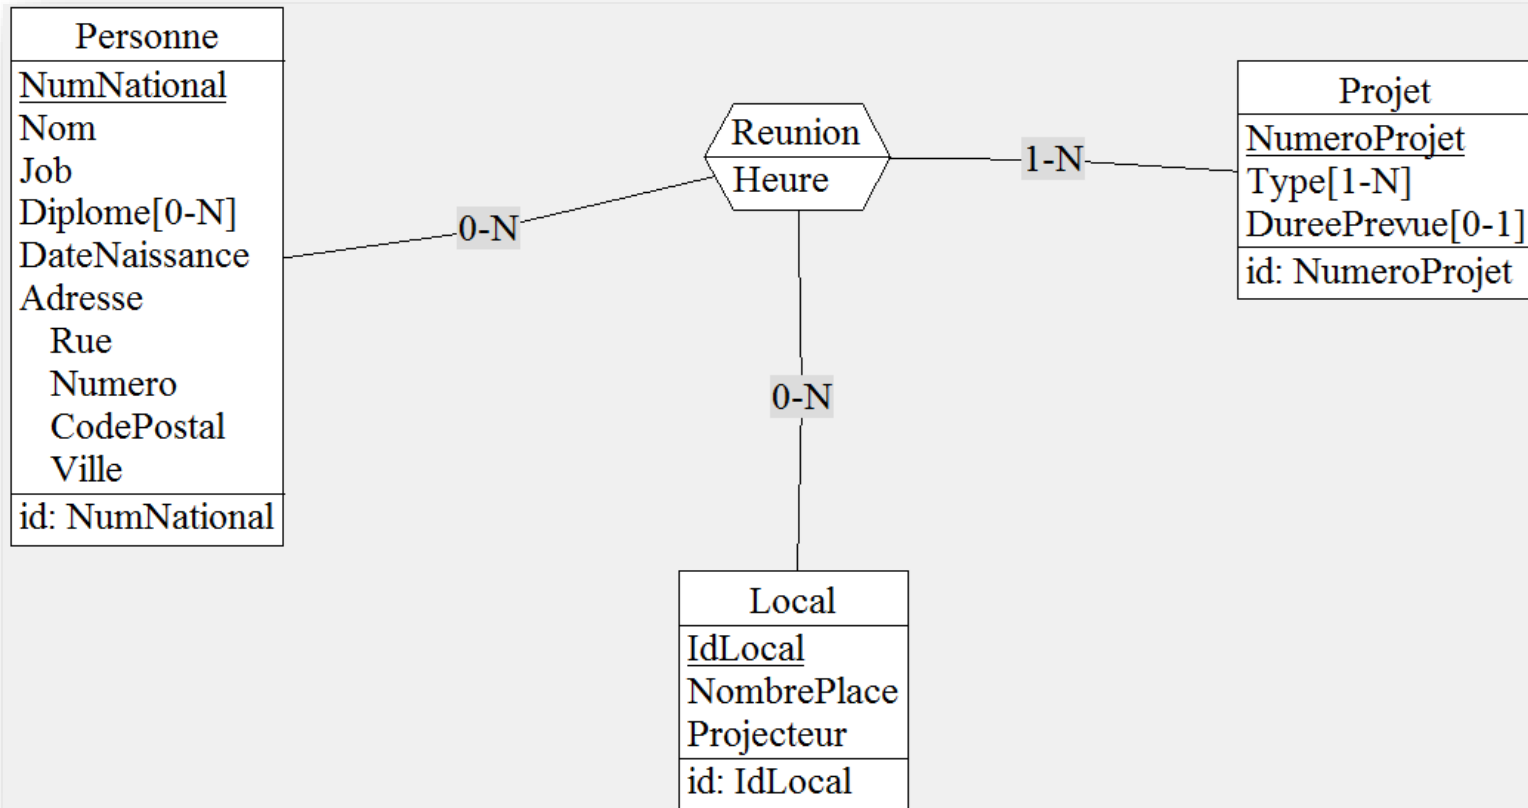 Personne
NumNational
Nom
Job
Diplome[0-N]
DateNaissance
Adresse
Rue
Numero
CodePostal
Ville
id: NumNational
0-N
Reunion
Heure
1-N
Projet
NumeroProjet
Type[1-N]
DureePrevue[0-1]
id: NumeroProjet
0-N
Local
IdLocal
NombrePlace
Projecteur
id: IdLocal